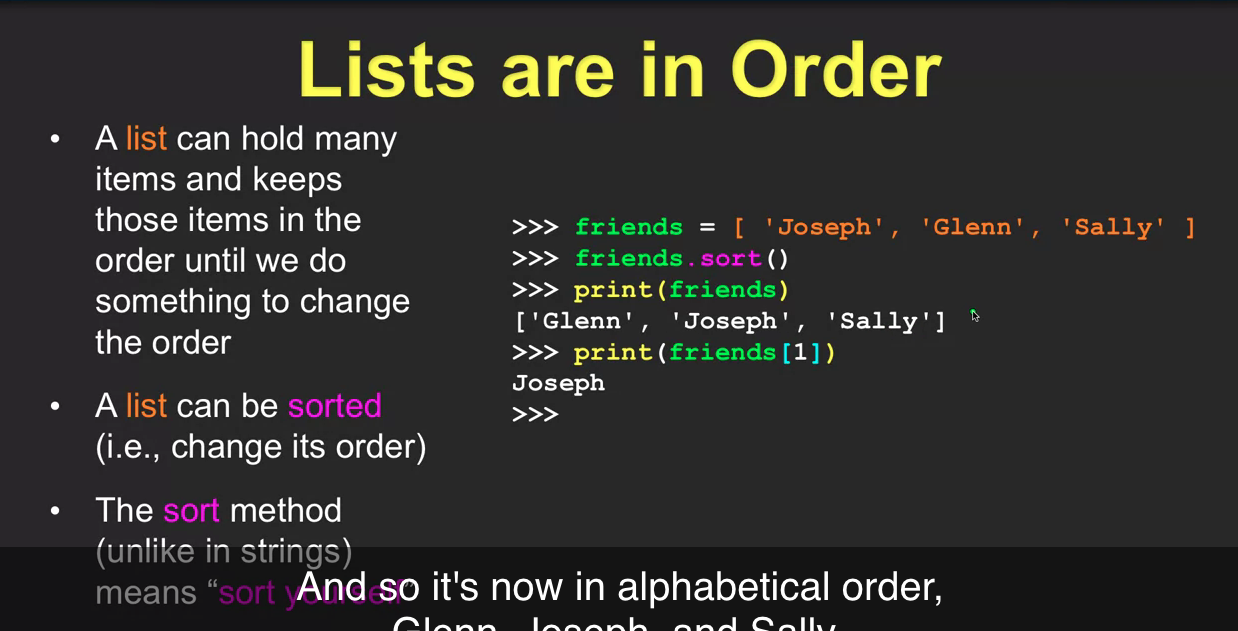 Lists are in Order
• A list can hold many
items and keeps
those items in the
order until we do
something to change
the order
• A list can be sorted
(i.e., change its order)
• The sort method
(unlike in strings)
means “sort yourself”
>>> friends = [ 'Joseph', 'Glenn', 'Sally' ]
>>> friends.sort()
>>> print(friends)
['Glenn', 'Joseph', 'Sally']
>>> print(friends[1])
Joseph
>>>
And so it's now in alphabetical order,
Glenn, Joseph, and Sally.